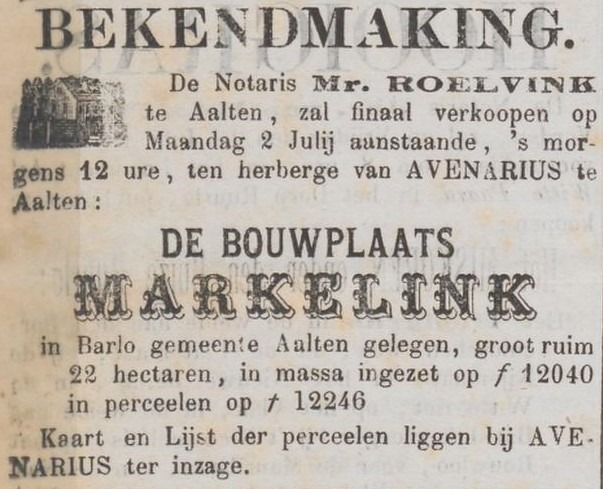 BEKENDMAKING.
De Notaris Mr. ROELVINK
te Aalten, zal finaal verkoopen op
Maandag 2 Julij aanstaande, 's mor-
gens 12 ure, ten herberge van AVENARIUS te
Aalten:
DE BOUWPLAATS
MARKELINK
in Barlo gemeente Aalten gelegen, groot ruim
22 hectaren, in massa ingezet op ƒ 12040
in perceelen op ƒ 12246
Kaart en Lijst der perceelen liggen bij AVE-
NARIUS ter inzage.